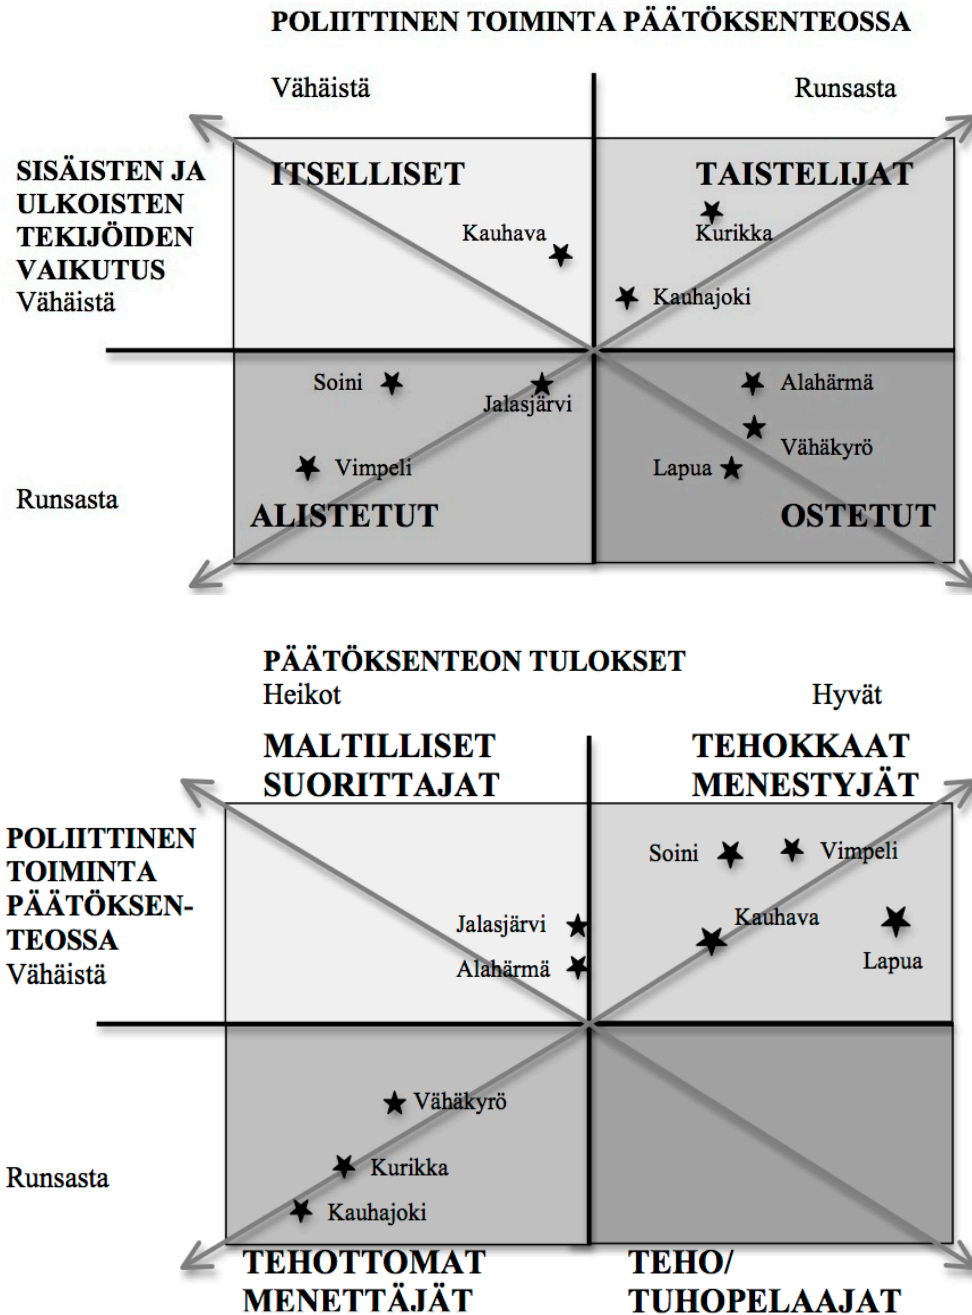 POLIITTINEN TOIMINTA PÄÄTÖKSENTEOSSA
Vähäistä Runsasta
SISÄISTEN JA
ULKOISTEN
TEKIJÖIDEN
VAIKUTUS
Vähäistä
ITSELLISET
TAISTELIJAT
Kauhava
Kurikka
Kauhajoki
Soini
Jalasjärvi
Alahärmä
Vähäkyrö
Vimpeli
Lapua
Runsasta
ALISTETUT
OSTETUT
PÄÄTÖKSENTEON TULOKSET
Heikot Hyvät
MALTILLISET
SUORITTAJAT
TEHOKKAAT
MENESTYJÄT
POLIITTINEN
TOIMINTA
PÄÄTÖKSEN-
TEOSSA
Vähäistä
Soini
Vimpeli
Jalasjärvi
Kauhava
Alahärmä
Lapua
Vähäkyrö
Kurikka
Kauhajoki
Runsasta
TEHOTTOMAT
MENETTÄJÄT
TEHO/
TUHOPELAAJAT